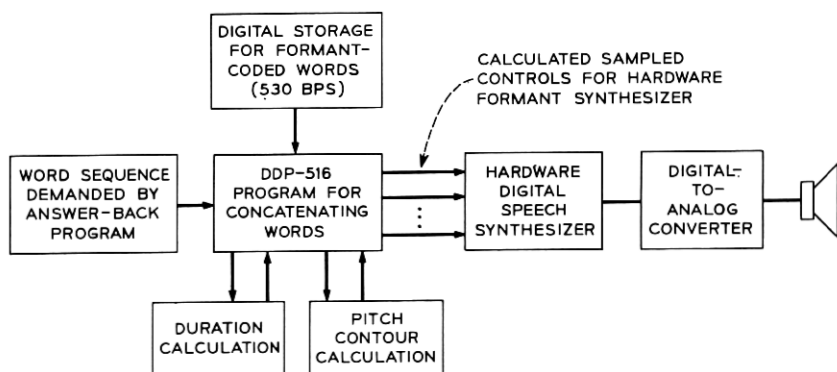 DIGITAL STORAGE
FOR FORMANT-
CODED WORDS
(530 BPS)
CALCULATED SAMPLED
CONTROLS FOR HARDWARE
FORMANT SYNTHESIZER
WORD SEQUENCE
DEMANDED BY
ANSWER-BACK
PROGRAM
DDP-516
PROGRAM FOR
CONCATENATING
WORDS
HARDWARE
DIGITAL
SPEECH
SYNTHESIZER
DIGITAL-
TO-
ANALOG
CONVERTER
DURATION
CALCULATION
PITCH
CONTOUR
CALCULATION